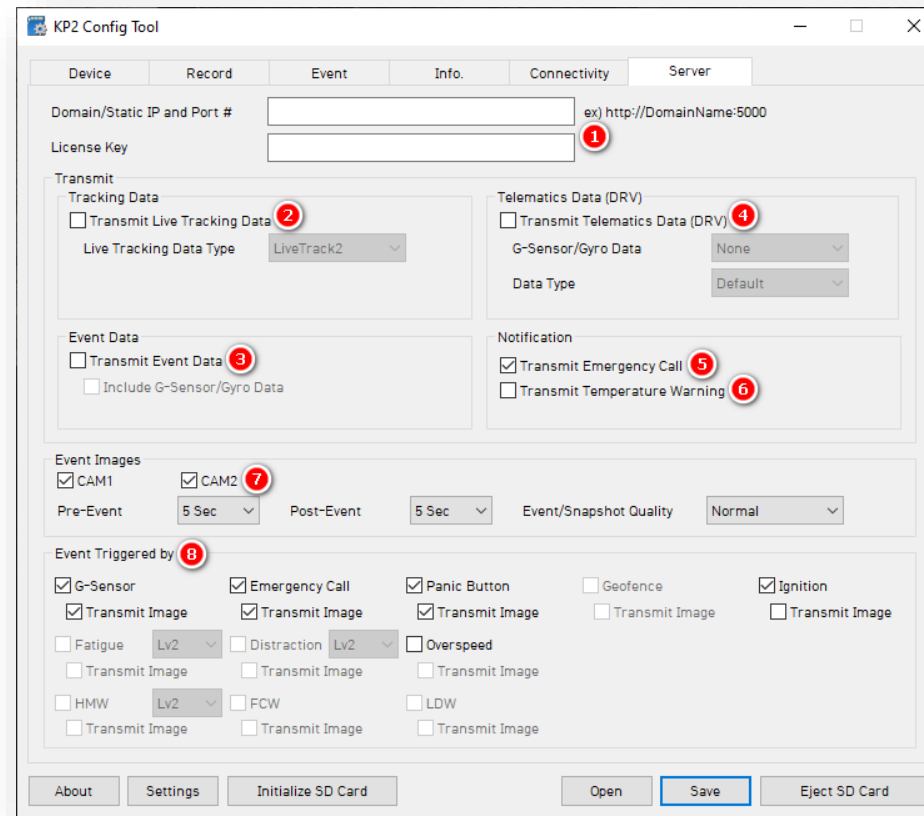 KP2 Config Tool
Device Record Event Info. Connectivity Server
Domain/Static IP and Port # ex) http://DomainName:5000
1
License Key
Transmit
Tracking Data Telematics Data (DRV)
Transmit Live Tracking Data 2 Transmit Telematics Data (DRV) 4
Live Tracking Data Type LiveTrack2 G-Sensor/Gyro Data None
Data Type Default
Event Data Notification
Transmit Event Data 3 Transmit Emergency Call 5
Include G-Sensor/Gyro Data Transmit Temperature Warning 6
Event Images
CAM1 CAM2 7
Pre-Event 5 Sec Post-Event 5 Sec Event/Snapshot Quality Normal
Event Triggered by 8
G-Sensor Emergency Call Panic Button Geofence Ignition
Transmit Image Transmit Image Transmit Image Transmit Image Transmit Image
Fatigue Lv2 Distraction Lv2 Overspeed
Transmit Image Transmit Image Transmit Image
HMW Lv2 FCW LDW
Transmit Image Transmit Image Transmit Image
About Settings Initialize SD Card Open Save Eject SD Card